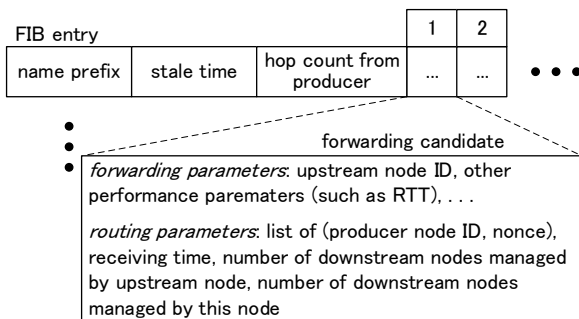 FIB entry
1 2
name prefix stale time hop count from
producer ... ...
forwarding candidate
forwarding parameters: upstream node ID, other
performance parematers (such as RTT), . . .
routing parameters: list of (producer node ID, nonce),
receiving time, number of downstream nodes managed
by upstream node, number of downstream nodes
managed by this node